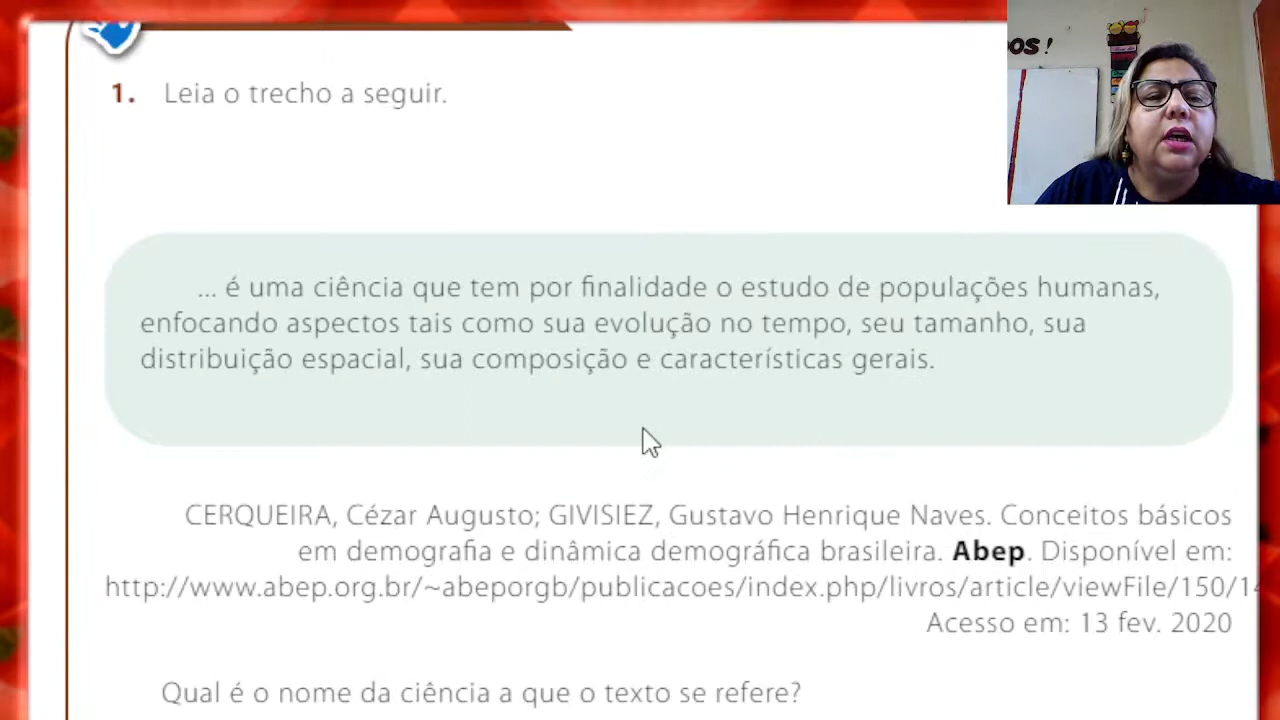 OS!
1. Leia o trecho a seguir.
... é uma ciência que tem por finalidade o estudo de populações humanas,
enfocando aspectos tais como sua evolução no tempo, seu tamanho, sua
distribuição espacial, sua composição e características gerais.
CERQUEIRA, Cézar Augusto; GIVISIEZ, Gustavo Henrique Naves. Conceitos básicos
em demografia e dinâmica demográfica brasileira. Abep. Disponível em:
http://www.abep.org.br/~abeporgb/publicacoes/index.php/livros/article/viewFile/150/14
Acesso em: 13 fev. 2020
Qual é o nome da ciência a que o texto se refere?